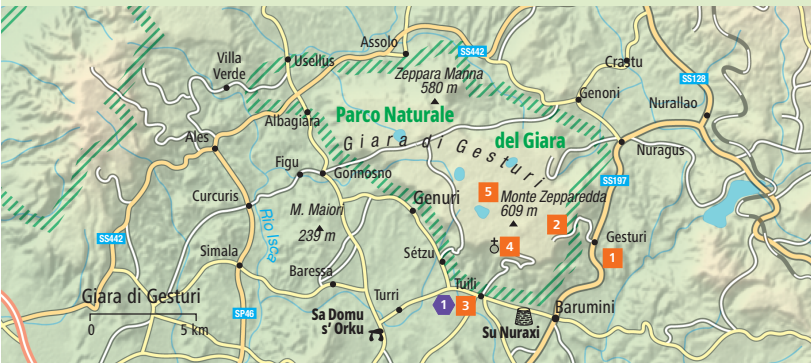 Assolo
SS442
Villa
Verde
Usellus
Crastu
Zeppara Manna
580 m
SS128
Genoni
Nurallao
Parco Naturale
del Giara
Albagiara
Giara di Gesturi
Ales
Nuragus
Figu
Gonnosno
SS197
5
Monte Zepparedda
609 m
Curcuris
Genuri
M. Maiori
239 m
Rio Isca
2
SS442
4
Gesturi
1
Simala
Sétzu
Baressa
Giara di Gesturi
0
5 km
Turri
Tuili
1
3
SP46
Sa Domu
s' Orku
Su Nuraxi
Barumini